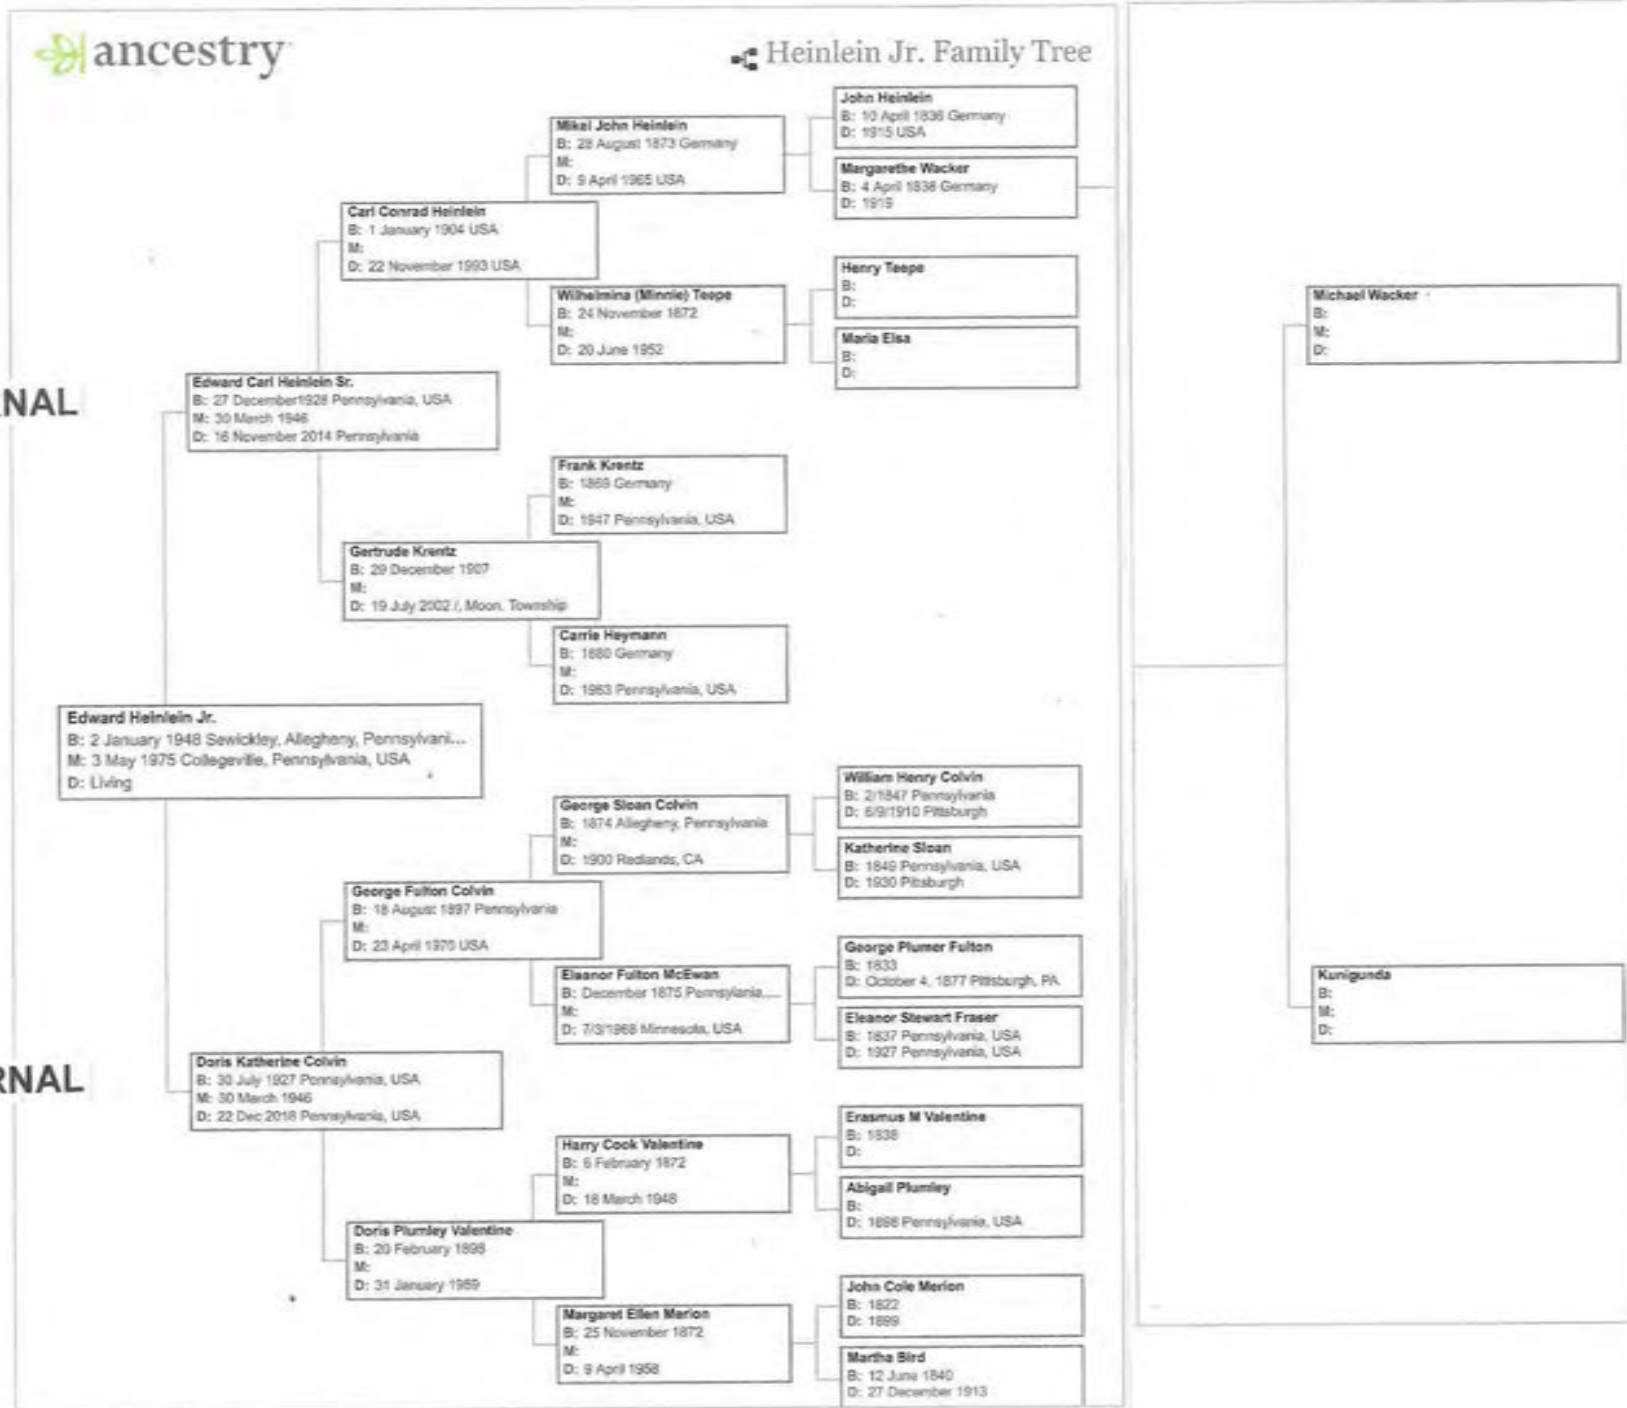 ancestry
Heinlein Jr. Family Tree
John Heinlein
B: 10 April 1836 Germany
D: 1915 USA
Mikel John Heinlein
B: 28 August 1873 Germany
M:
D: 9 April 1965 USA
Margarethe Wacker
B: 4 April 1836 Germany
D: 1919
Carl Conrad Heinlein
B: 1 January 1904 USA
M:
D: 22 November 1993 USA
Henry Teepe
B:
D:
Wilhelmina (Minnie) Teepe
B: 24 November 1872
M:
D: 20 June 1952
Maria Elsa
B:
D:
Michael Wacker
B:
M:
D:
NAL
Edward Carl Heinlein Sr.
B: 27 December1928 Pennsylvania, USA
M: 30 March 1946
D: 16 November 2014 Pennsylvania
Frank Krentz
B: 1869 Germany
M:
D: 1947 Pennsylvania, USA
Gertrude Krentz
B: 29 December 1907
M:
D: 19 July 2002 /, Moon, Township
Carrie Heymann
B: 1880 Germany
M:
D: 1963 Pennsylvania, USA
Edward Heinlein Jr.
B: 2 January 1948 Sewickley, Allegheny, Pennsylvani...
M: 3 May 1975 Collegeville, Pennsylvania, USA
D: Living
William Henry Colvin
B: 2/1847 Pennsylvania
D: 6/9/1910 Pittsburgh
George Sloan Colvin
B: 1874 Allegheny, Pennsylvania
M:
D: 1900 Redlands, CA
Katherine Sloan
B: 1849 Pennsylvania, USA
D: 1930 Pittsburgh
George Fulton Colvin
B: 18 August 1897 Pennsylvania
M:
D: 23 April 1970 USA
George Plumer Fulton
B: 1833
D: October 4, 1877 Pittsburgh, PA
Eleanor Fulton McEwan
B: December 1875 Pennsylania,...
M:
D: 7/3/1968 Minnesota, USA
Eleanor Stewart Fraser
B: 1837 Pennsylvania, USA
D: 1927 Pennsylvania, USA
Kunigunda
B:
M:
D:
RNAL
Doris Katherine Colvin
B: 30 July 1927 Pennsylvania, USA
M: 30 March 1946
D: 22 Dec 2018 Pennsylvania, USA
Erasmus M Valentine
B: 1838
D:
Harry Cook Valentine
B: 6 February 1872
M:
D: 18 March 1948
Abigail Plumley
B:
D: 1898 Pennsylvania, USA
Doris Plumley Valentine
B: 20 February 1898
M:
D: 31 January 1989
John Cole Merion
B: 1822
D: 1899
Margaret Ellen Merion
B: 25 November 1872
M:
D: 9 April 1958
Martha Bird
B: 12 June 1840
D: 27 December 1913